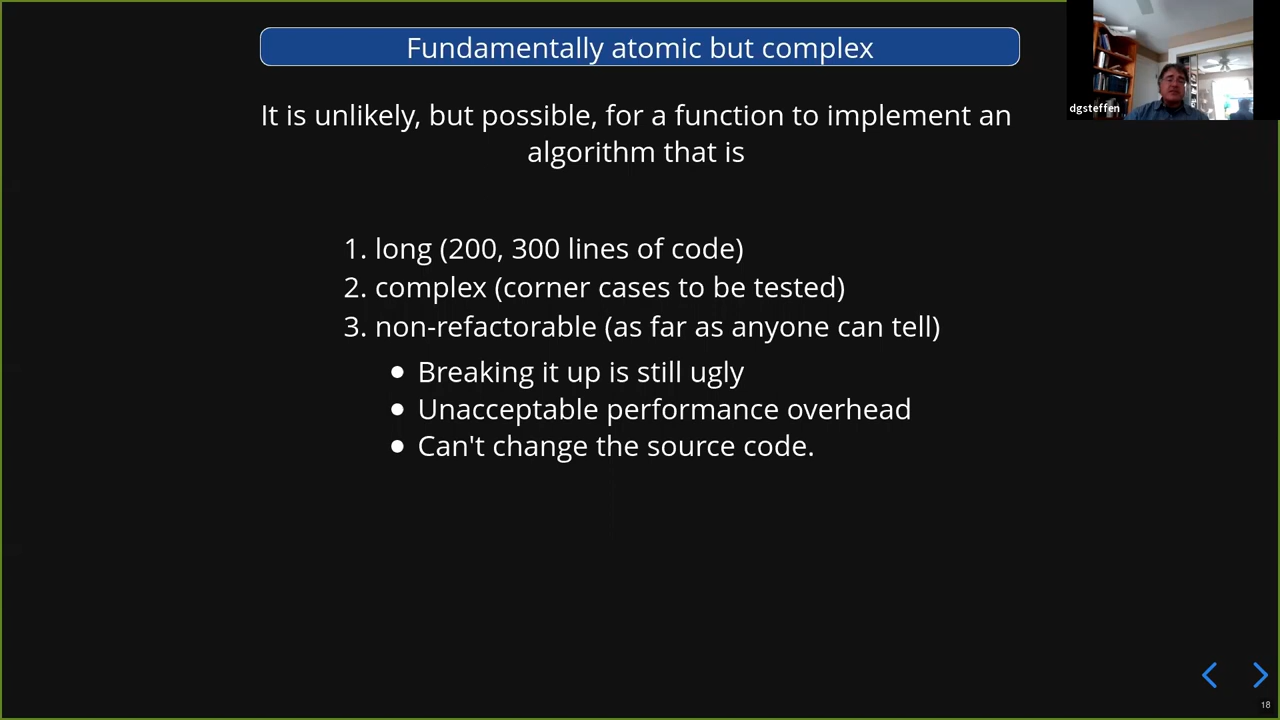 Fundamentally atomic but complex
dgsteffen
It is unlikely, but possible, for a function to implement an
algorithm that is
1. long (200, 300 lines of code)
2. complex (corner cases to be tested)
3. non-refactorable (as far as anyone can tell)
● Breaking it up is still ugly
● Unacceptable performance overhead
● Can't change the source code.
18